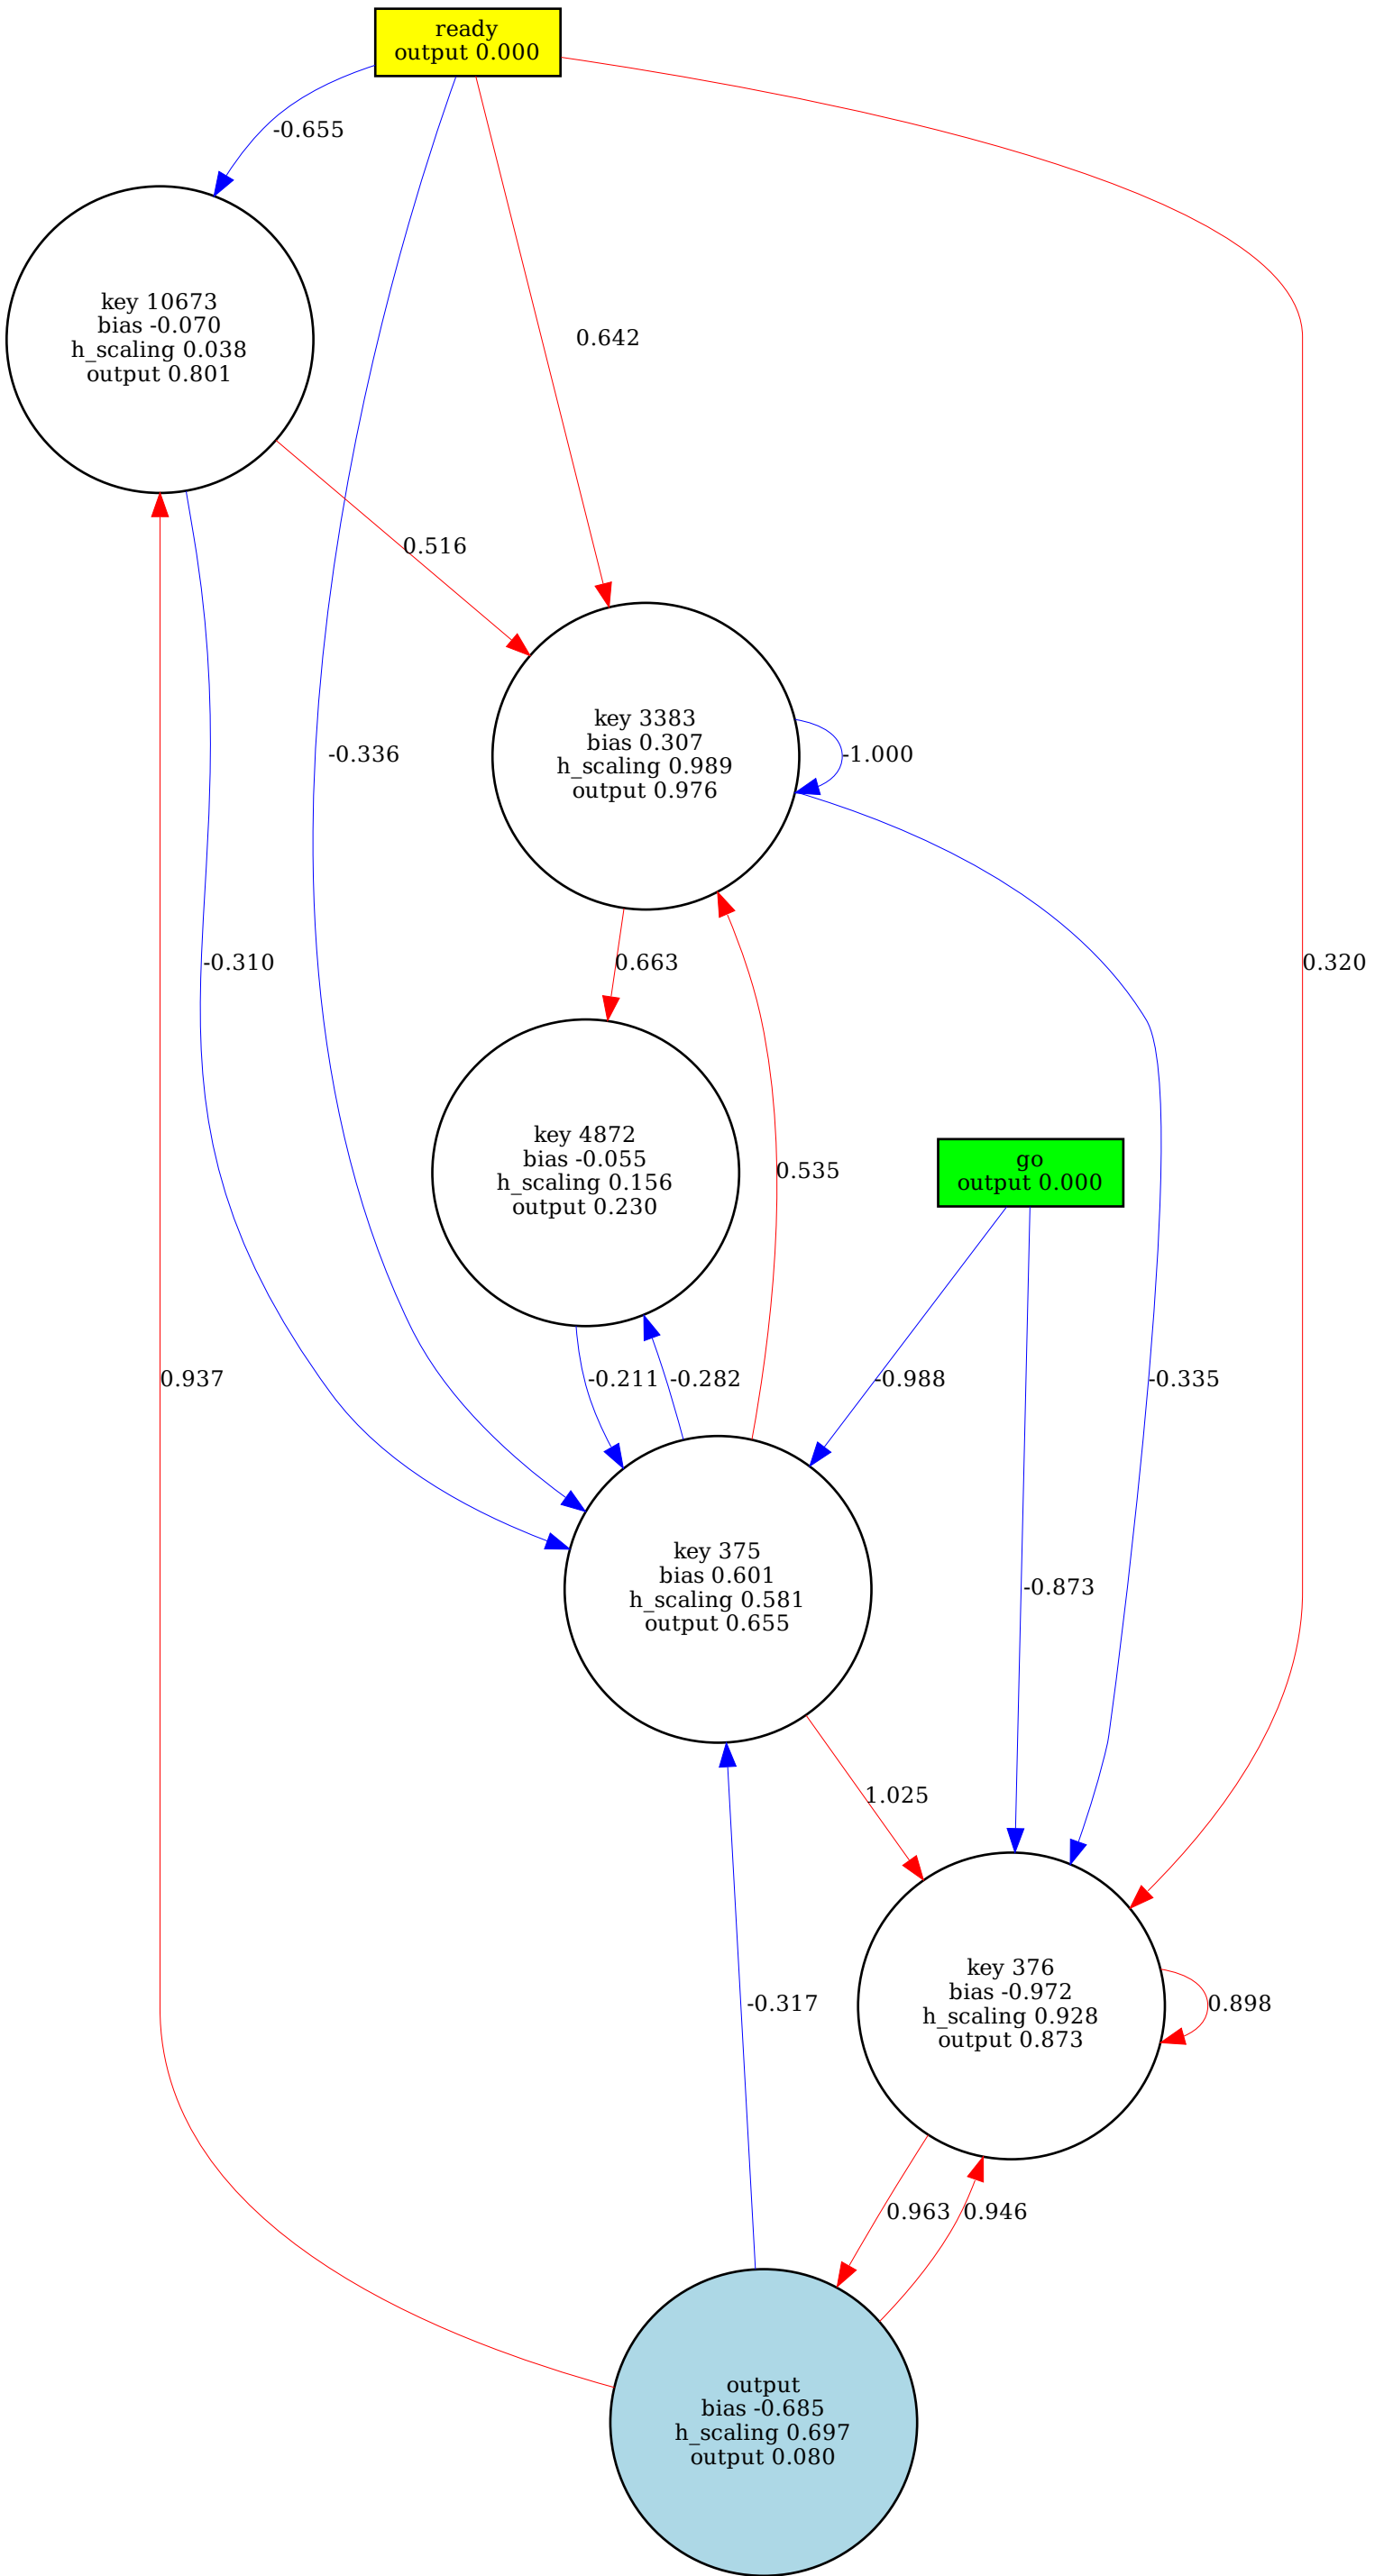 ready
output 0.000
-0.655
key 10673
bias -0.070
h_scaling 0.038
output 0.801
0.642
0.516
key 3383
bias 0.307
h_scaling 0.989
output 0.976
-0.336
-1.000
-0.310
0.663
0.320
key 4872
bias -0.055
h_scaling 0.156
output 0.230
0.535
go
output 0.000
0.937
-0.211
-0.282
-0.988
-0.335
key 375
bias 0.601
h_scaling 0.581
output 0.655
-0.873
1.025
key 376
bias -0.972
h_scaling 0.928
output 0.873
-0.317
0.898
0.963
0.946
output
bias -0.685
h_scaling 0.697
output 0.080